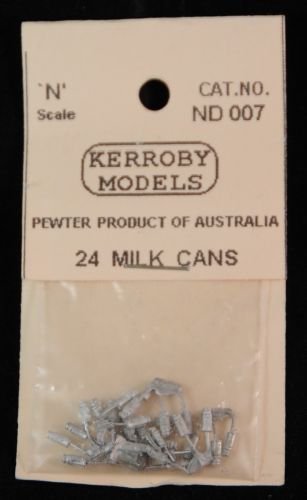 'N'
Scale
CAT.NO.
ND 007
KERROBY
MODELS
PEWTER PRODUCT OF AUSTRALIA
24 MILK CANS